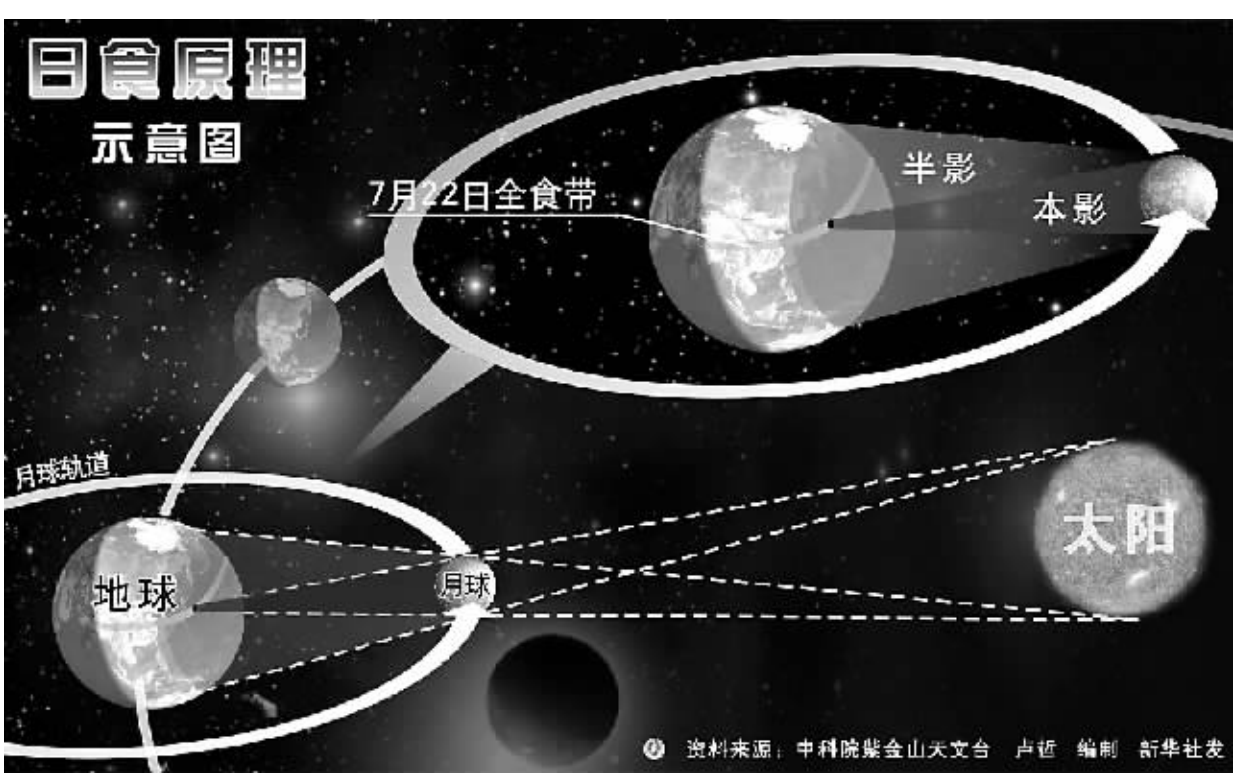 日食原理
示意图
7月22日全食带
半影
本影
月球轨道
太阳
地球
月球
资料来源：中科院紫金山天文台 卢哲 编制 新华社发